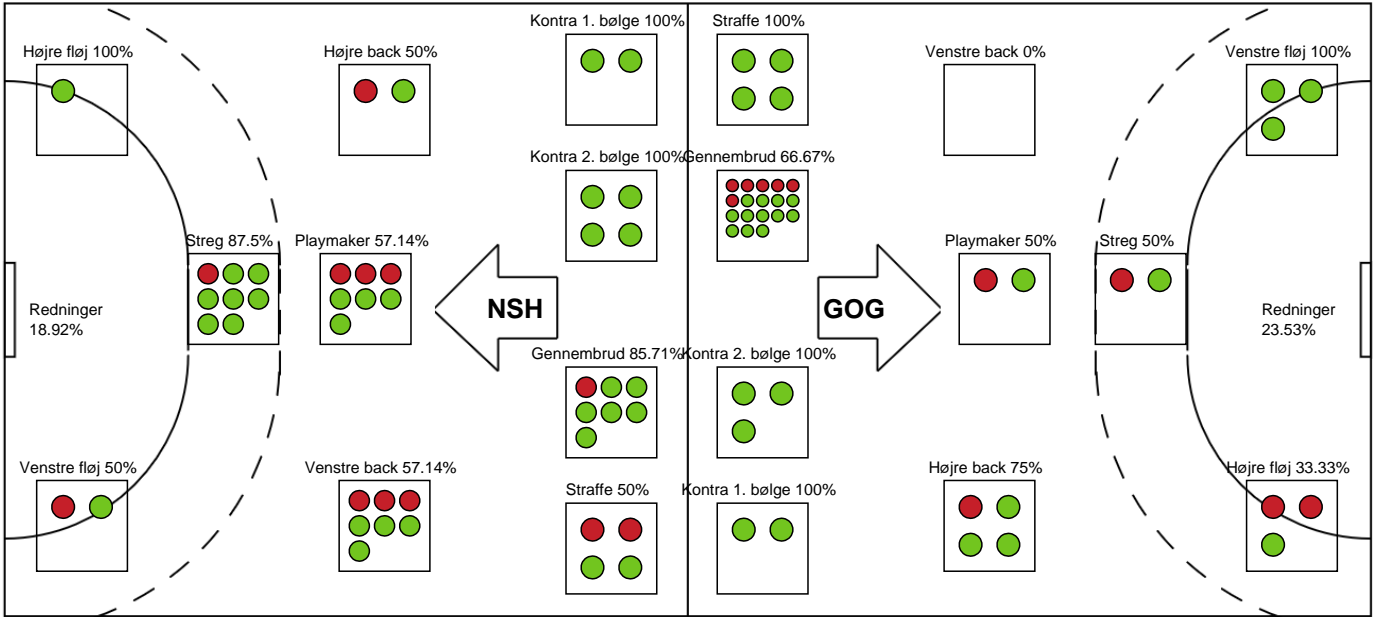 Kontra 1. bølge 100%
Straffe 100%
Højre fløj 100%
Højre back 50%
Venstre back 0%
Venstre fløj 100%
Kontra 2. bølge 100%
Gennembrud 66.67%
Streg 87.5%
Playmaker 57.14%
Playmaker 50%
Streg 50%
Redninger
18.92%
NSH
GOG
Redninger
23.53%
Gennembrud 85.71%
Kontra 2. bølge 100%
Venstre fløj 50%
Venstre back 57.14%
Straffe 50%
Kontra 1. bølge 100%
Højre back 75%
Højre fløj 33.33%